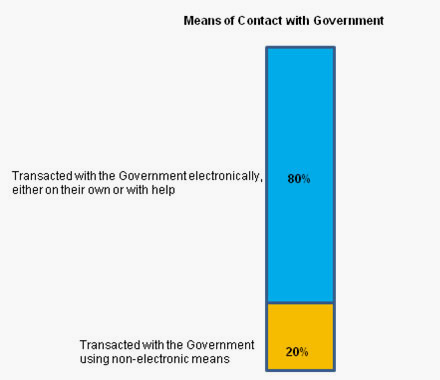 Means of Contact with Government
Transacted with the Government electronically,
either on their own or with help
80%
Transacted with the Government
using non-electronic means
20%